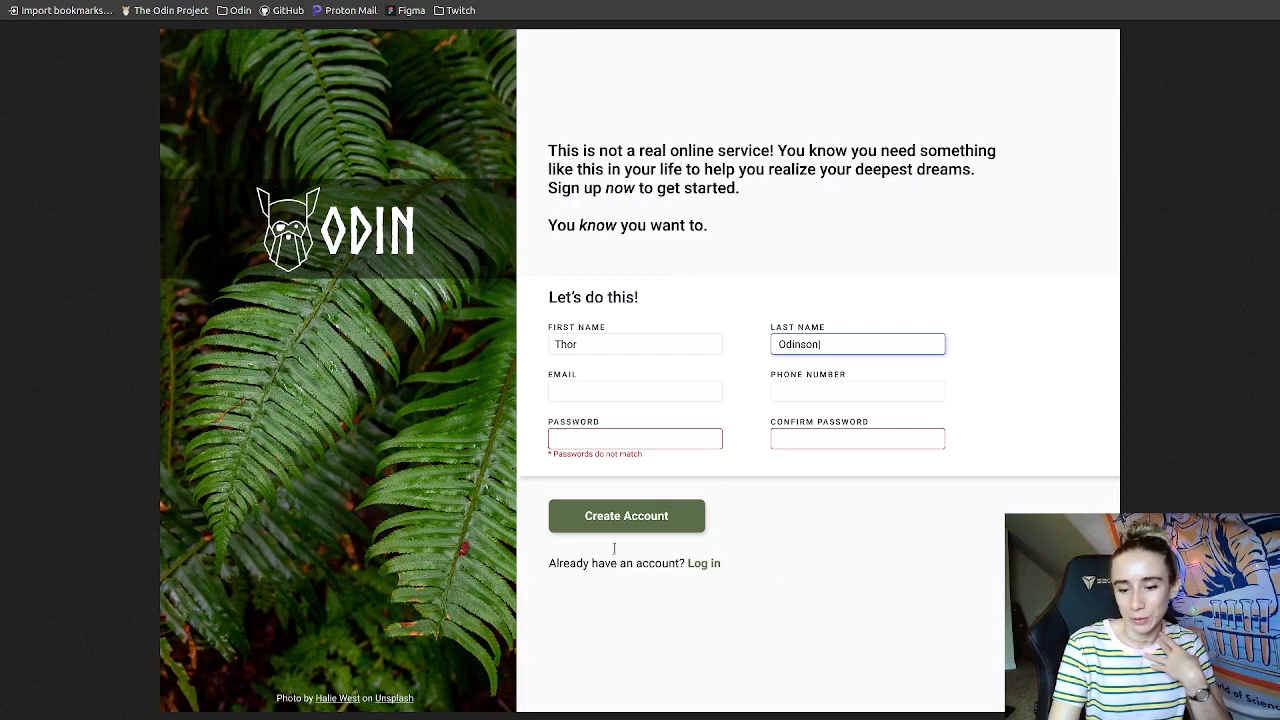 Import bookmarks... The Odin Project Odin GitHub Proton Mail Figma Twitch
ODIN
This is not a real online service! You know you need something
like this in your life to help you realize your deepest dreams.
Sign up now to get started.
You know you want to.
Let's do this!
FIRST NAME LAST NAME
Thor Odinson
EMAIL PHONE NUMBER
PASSWORD CONFIRM PASSWORD
* Passwords do not match
Create Account
Already have an account? Log in
Photo by Halie West on Unsplash